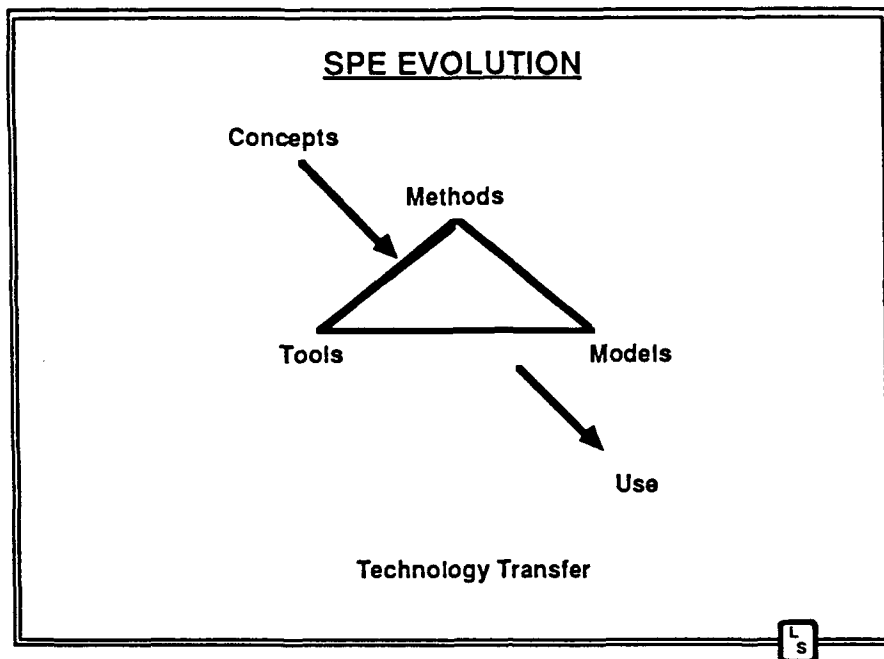 SPE EVOLUTION
Concepts
Methods
Tools Models
Use
Technology Transfer
L
S